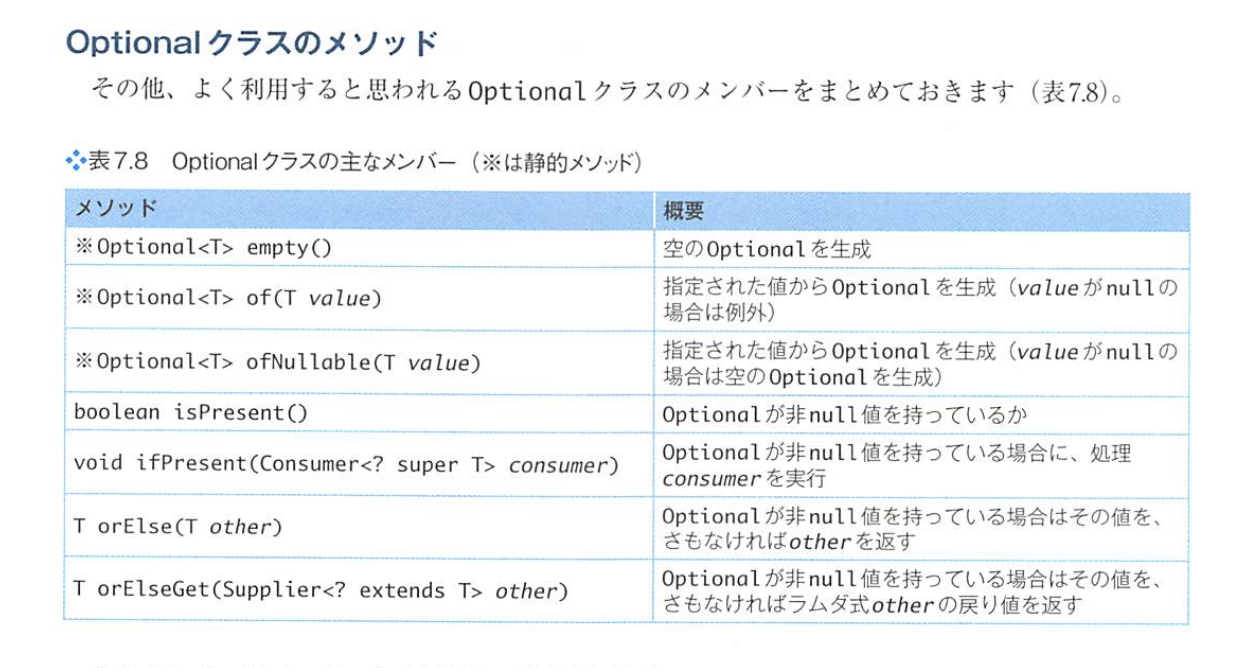 Optionalクラスのメソッド
その他、よく利用すると思われるOptionalクラスのメンバーをまとめておきます（表7.8）。
表7.8 Optionalクラスの主なメンバー（※は静的メソッド）
メソッド
概要
※Optional<T> empty()
空のOptionalを生成
※Optional<T> of(T value)
指定された値からOptionalを生成（valueがnullの
場合は例外）
※Optional<T> ofNullable(T value)
指定された値からOptionalを生成（valueがnullの
場合は空のOptionalを生成）
boolean isPresent()
Optionalが非null値を持っているか
void ifPresent(Consumer<? super T> consumer)
Optionalが非null値を持っている場合に、処理
consumerを実行
T orElse(T other)
Optionalが非null値を持っている場合はその値を、
さもなければotherを返す
T orElseGet(Supplier<? extends T> other)
Optionalが非null値を持っている場合はその値を、
さもなければラムダ式otherの戻り値を返す